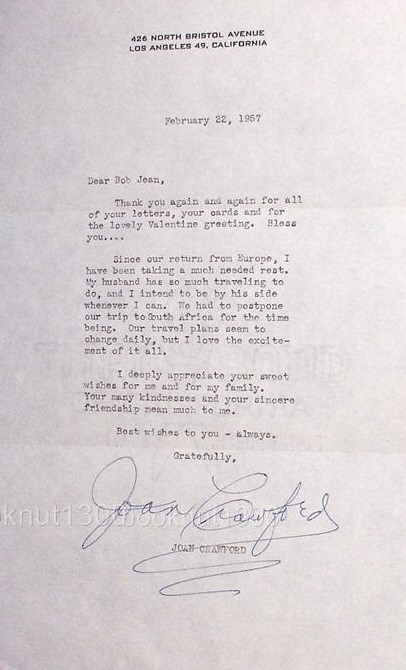 426 NORTH BRISTOL AVENUE
LOS ANGELES 49, CALIFORNIA
February 22, 1957
Dear Bob Jean,
Thank you again and again for all
of your letters, your cards and for
the lovely Valentine greeting. Bless
you....
Since our return from Europe, I
have been taking a much needed rest.
My husband has so much traveling to
do, and I intend to be by his side
whenever I can. We had to postpone
our trip to South Africa for the time
being. Our travel plans seem to
change daily, but I love the excite-
ment of it all.
I deeply appreciate your sweet
wishes for me and for my family.
Your many kindnesses and your sincere
friendship mean much to me.
Best wishes to you - always.
Gratefully,
Joan Crawford
JOAN CRAWFORD